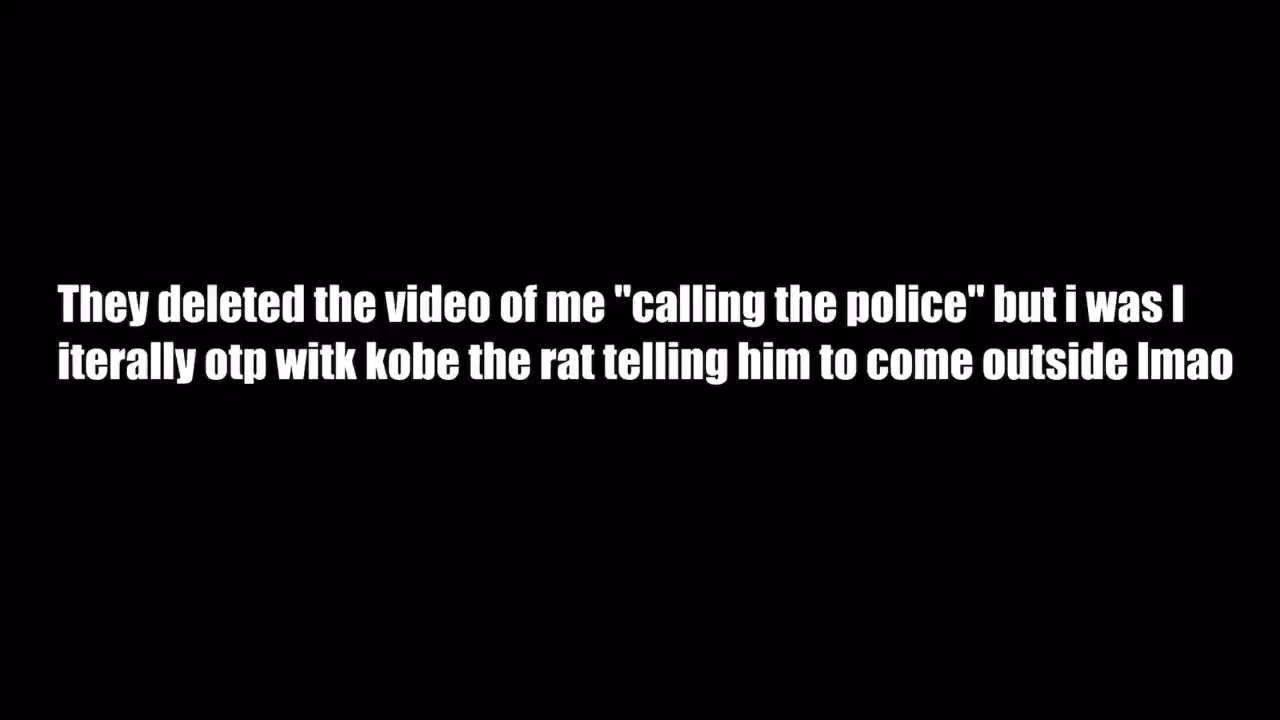 They deleted the video of me "calling the police" but i was l
iterally otp witk kobe the rat telling him to come outside lmao